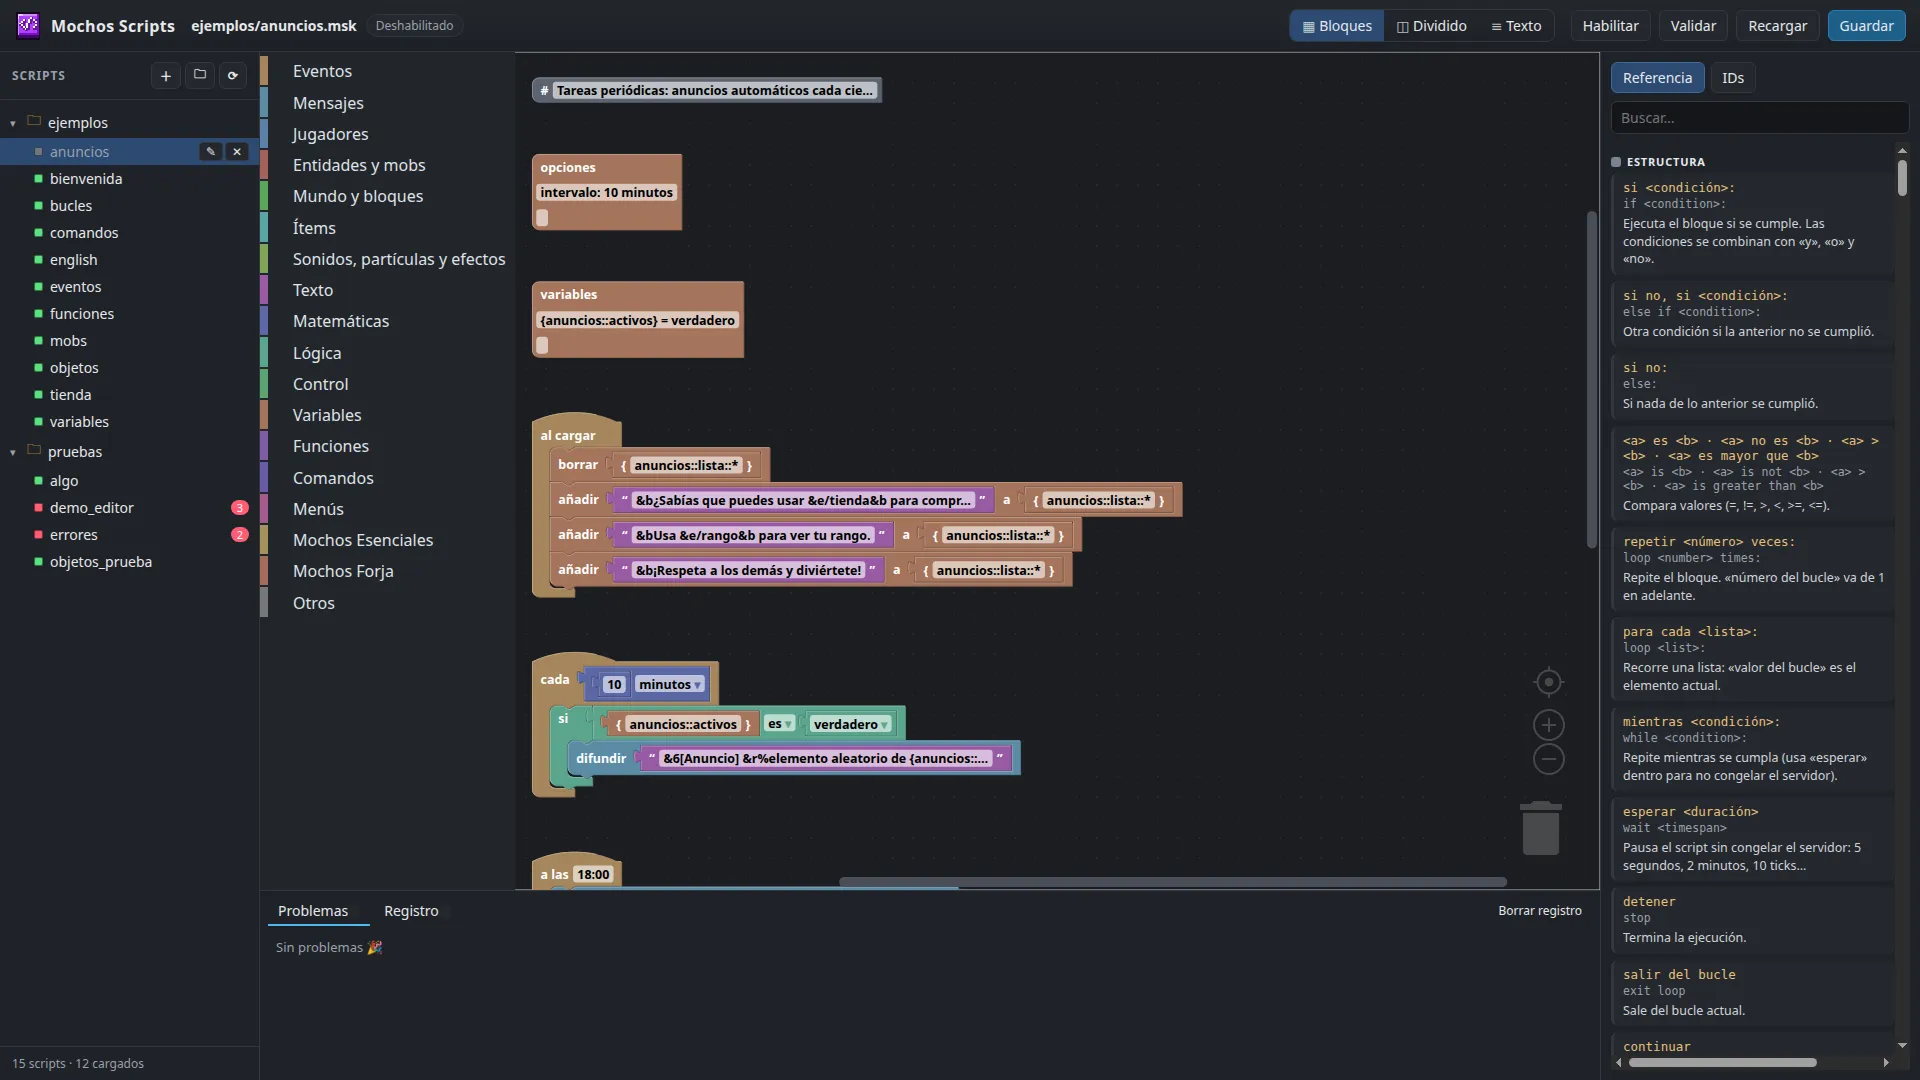 Mochos Scripts
ejemplos/anuncios.msk
Deshabilitado
Bloques
Dividido
Texto
Habilitar
Validar
Recargar
Guardar
SCRIPTS
ejemplos
anuncios
bienvenida
bucles
comandos
english
eventos
funciones
mobs
objetos
tienda
variables
pruebas
algo
demo_editor 3
errores 2
objetos_prueba
15 scripts · 12 cargados
Eventos
Mensajes
Jugadores
Entidades y mobs
Mundo y bloques
Ítems
Sonidos, partículas y efectos
Texto
Matemáticas
Lógica
Control
Variables
Funciones
Comandos
Menús
Mochos Esenciales
Mochos Forja
Otros
# Tareas periódicas: anuncios automáticos cada cie...
opciones
intervalo: 10 minutos
variables
{anuncios::activos} = verdadero
al cargar
borrar { anuncios::lista::* }
añadir “ &b¿Sabías que puedes usar &e/tienda&b para compr... ” a { anuncios::lista::* }
añadir “ &bUsa &e/rango&b para ver tu rango. ” a { anuncios::lista::* }
añadir “ &b¡Respeta a los demás y diviértete! ” a { anuncios::lista::* }
cada 10 minutos
si { anuncios::activos } es verdadero
difundir “ &6[Anuncio] &r%elemento aleatorio de {anuncios::... ”
a las 18:00
Problemas
Registro
Borrar registro
Sin problemas 🎉
Referencia
IDs
Buscar...
ESTRUCTURA
si <condición>:
if <condition>:
Ejecuta el bloque si se cumple. Las
condiciones se combinan con «y», «o» y
«no».
si no, si <condición>:
else if <condition>:
Otra condición si la anterior no se cumplió.
si no:
else:
Si nada de lo anterior se cumplió.
<a> es <b> · <a> no es <b> · <a> >
<b> · <a> es mayor que <b>
<a> is <b> · <a> is not <b> · <a> >
<b> · <a> is greater than <b>
Compara valores (=, !=, >, <, >=, <=).
repetir <número> veces:
loop <number> times:
Repite el bloque. «número del bucle» va de 1
en adelante.
para cada <lista>:
loop <list>:
Recorre una lista: «valor del bucle» es el
elemento actual.
mientras <condición>:
while <condition>:
Repite mientras se cumpla (usa «esperar»
dentro para no congelar el servidor).
esperar <duración>
wait <timespan>
Pausa el script sin congelar el servidor: 5
segundos, 2 minutos, 10 ticks...
detener
stop
Termina la ejecución.
salir del bucle
exit loop
Sale del bucle actual.
continuar